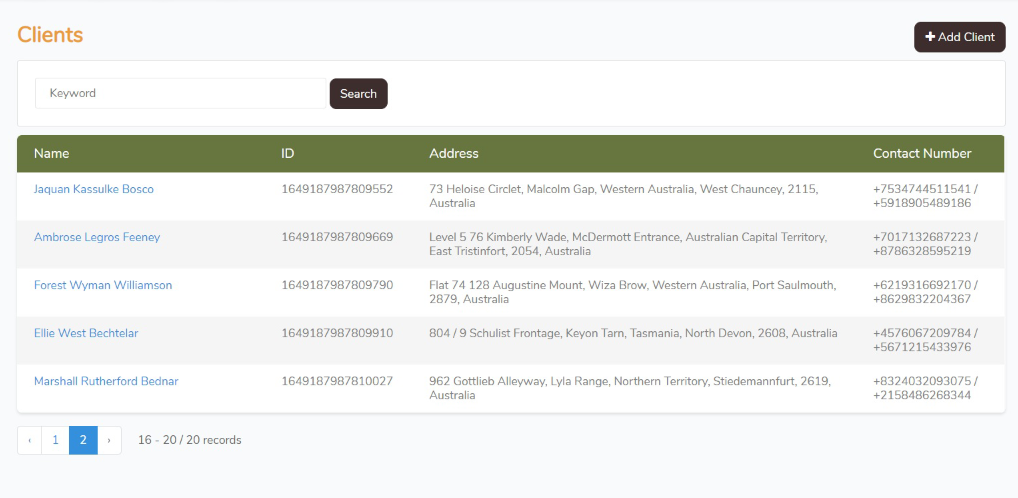 Clients
+ Add Client
Keyword
Search
Name ID Address Contact Number
Jaquan Kassulke Bosco 1649187987809552 73 Heloise Circlet, Malcolm Gap, Western Australia, West Chauncey, 2115, +7534744511541 /
Australia +5918905489186
Ambrose Legros Feeney 1649187987809669 Level 5 76 Kimberly Wade, McDermott Entrance, Australian Capital Territory, +7017132687223 /
East Tristinfort, 2054, Australia +8786328595219
Forest Wyman Williamson 1649187987809790 Flat 74 128 Augustine Mount, Wiza Brow, Western Australia, Port Saulmouth, +6219316692170 /
2879, Australia +8629832204367
Ellie West Bechtelar 1649187987809910 804 / 9 Schulist Frontage, Keyon Tarn, Tasmania, North Devon, 2608, Australia +4576067209784 /
+5671215433976
Marshall Rutherford Bednar 1649187987810027 962 Gottlieb Alleyway, Lyla Range, Northern Territory, Stiedemannfurt, 2619, +8324032093075 /
Australia +2158486268344
‹ 1 2 › 16 - 20 / 20 records